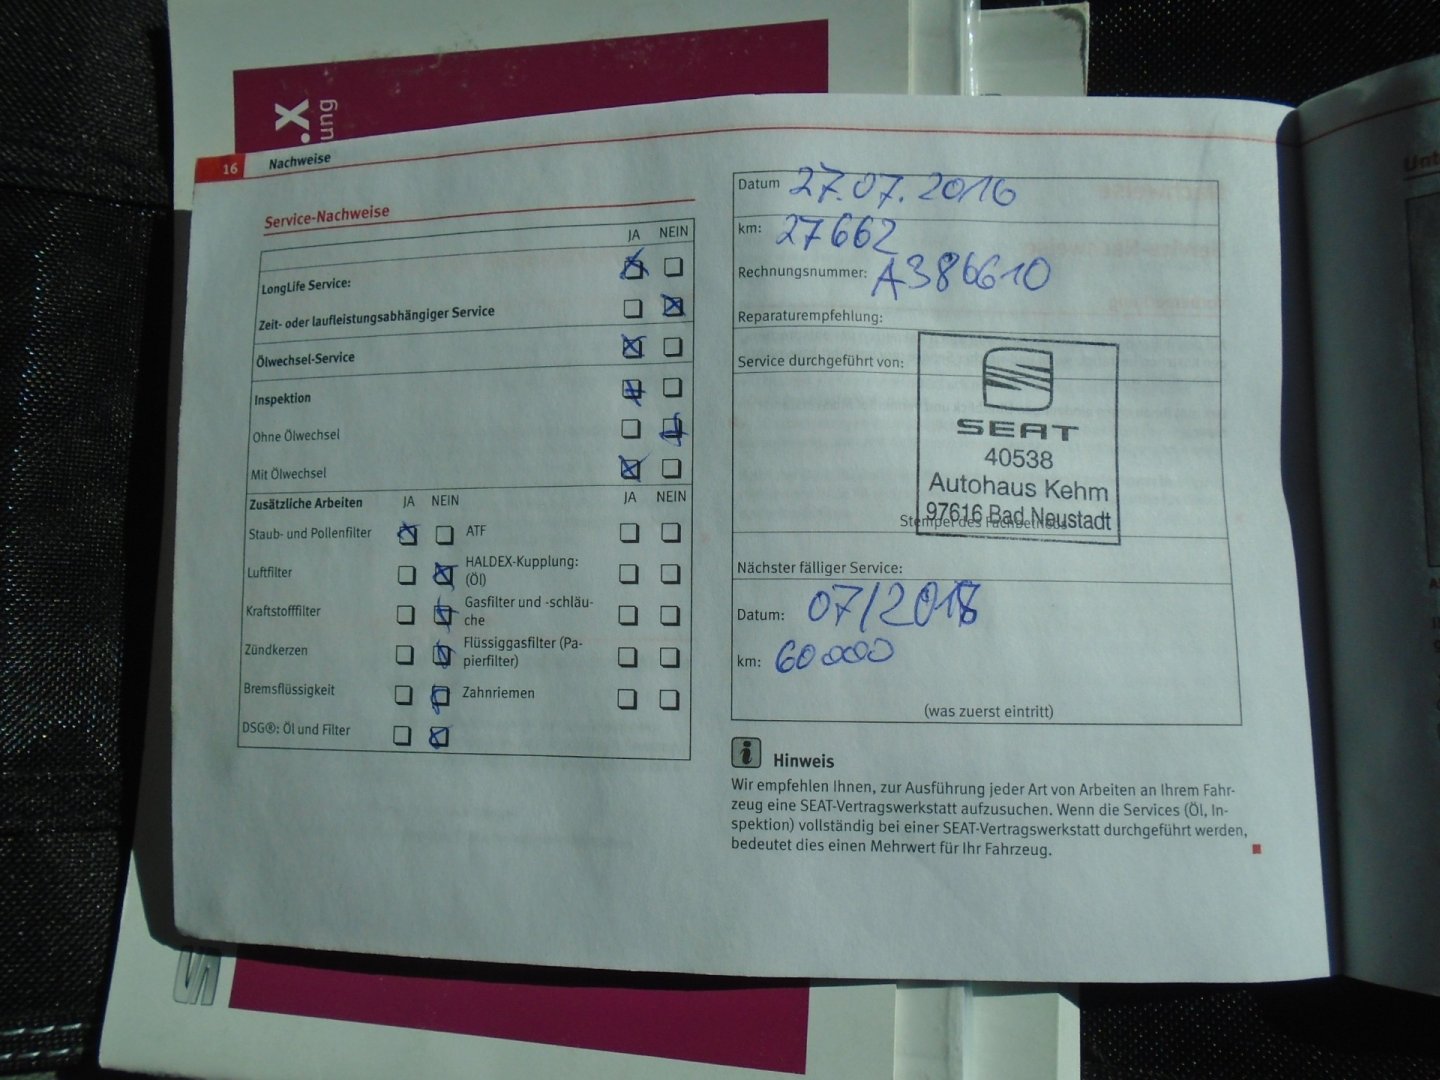 .X
ung
16 Nachweise
Service-Nachweise
JA NEIN
LongLife Service:
Zeit- oder laufleistungsabhängiger Service
Ölwechsel-Service
Inspektion
Ohne Ölwechsel
Mit Ölwechsel
Zusätzliche Arbeiten JA NEIN JA NEIN
Staub- und Pollenfilter ATF
Luftfilter HALDEX-Kupplung:
(Öl)
Kraftstofffilter Gasfilter und -schläu-
che
Zündkerzen Flüssiggasfilter (Pa-
pierfilter)
Bremsflüssigkeit Zahnriemen
DSG®: Öl und Filter
Datum 27.07.2016
km: 27662
Rechnungsnummer: A386610
Reparaturempfehlung:
Service durchgeführt von:
SEAT
40538
Autohaus Kehm
97616 Bad Neustadt
Stempel des Fachbetriebs
Nächster fälliger Service:
Datum: 07/2018
km: 60000
(was zuerst eintritt)
i Hinweis
Wir empfehlen Ihnen, zur Ausführung jeder Art von Arbeiten an Ihrem Fahr-
zeug eine SEAT-Vertragswerkstatt aufzusuchen. Wenn die Services (Öl, In-
spektion) vollständig bei einer SEAT-Vertragswerkstatt durchgeführt werden,
bedeutet dies einen Mehrwert für Ihr Fahrzeug.